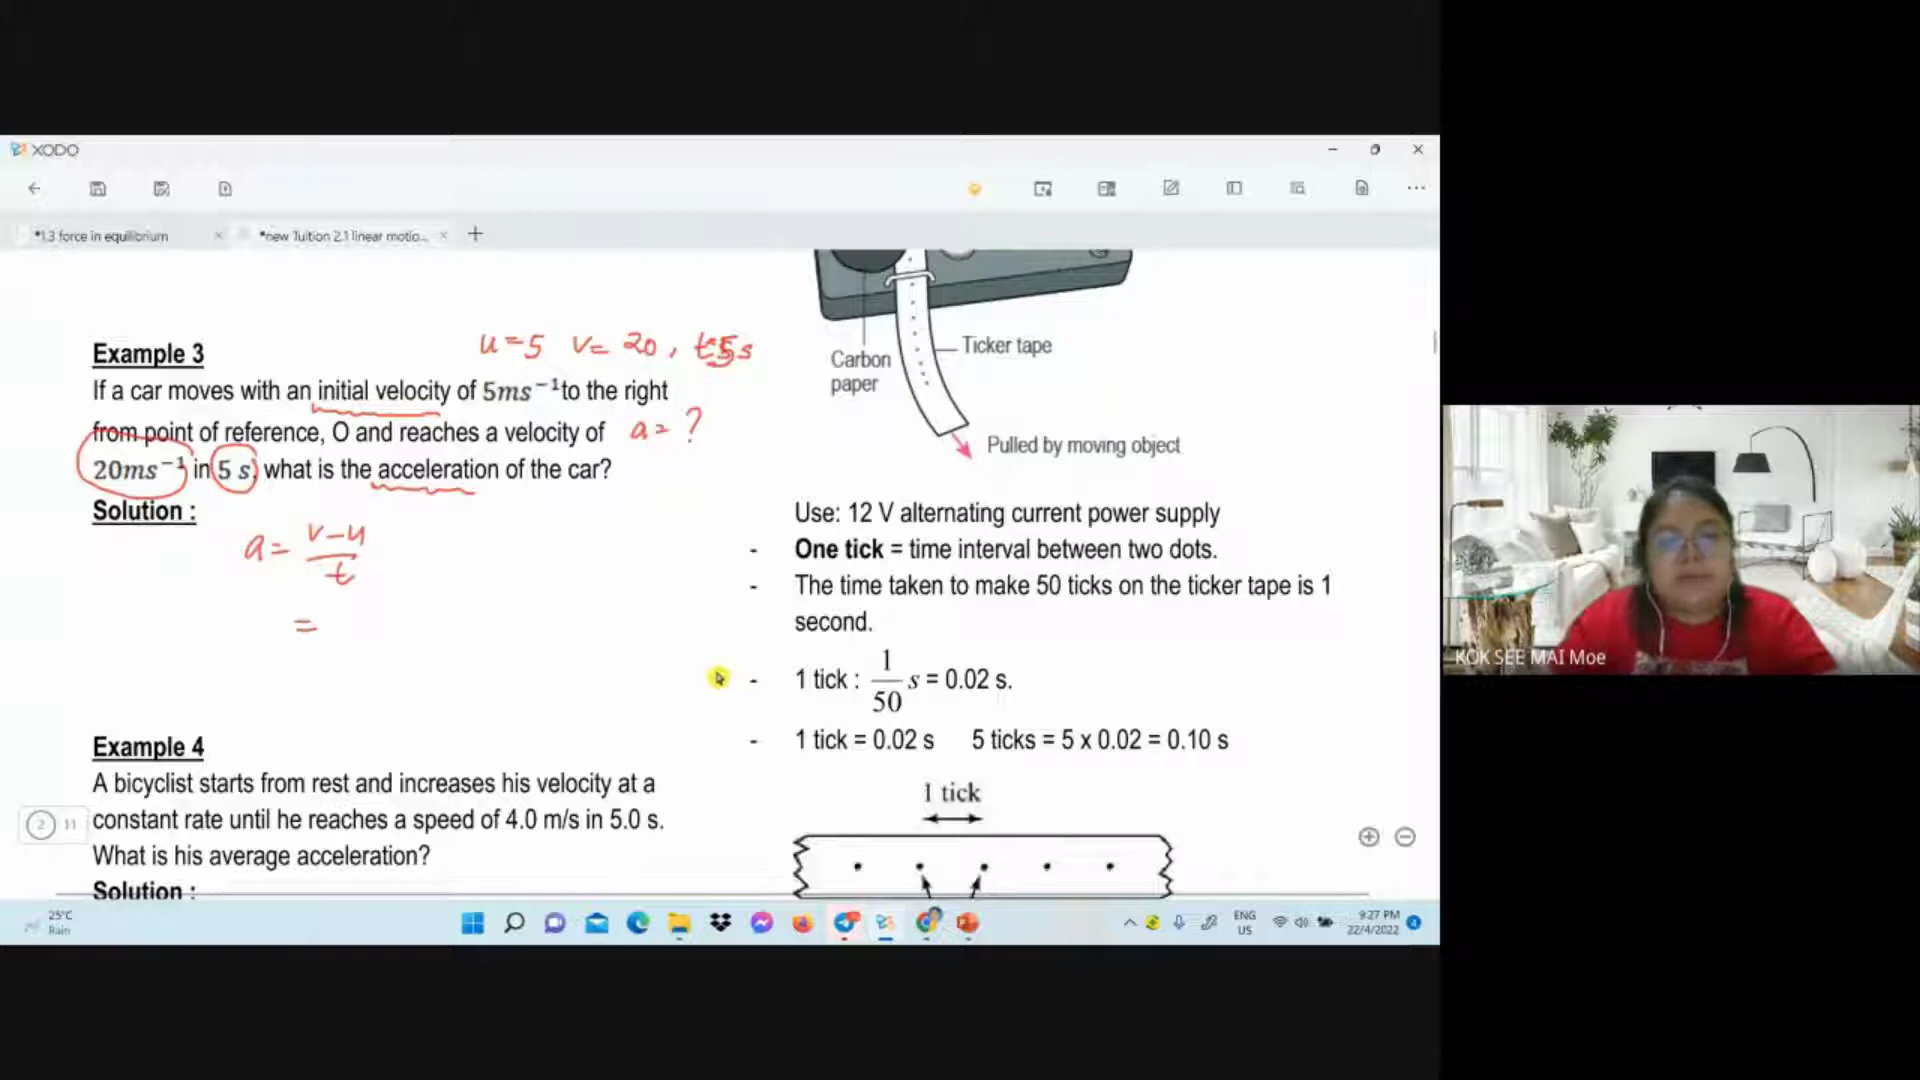 XODO
*1.3 force in equilibrium
*new Tuition 2.1 linear motio...
Example 3
u = 5 v = 20, t=5s
If a car moves with an initial velocity of 5ms⁻¹to the right
from point of reference, O and reaches a velocity of a = ?
20ms⁻¹ in 5 s, what is the acceleration of the car?
Solution :
a = v-u/t
=
Example 4
A bicyclist starts from rest and increases his velocity at a
constant rate until he reaches a speed of 4.0 m/s in 5.0 s.
What is his average acceleration?
Solution :
2 11
Carbon
paper
Ticker tape
Pulled by moving object
Use: 12 V alternating current power supply
- One tick = time interval between two dots.
- The time taken to make 50 ticks on the ticker tape is 1
second.
- 1 tick : 1/50 s = 0.02 s.
- 1 tick = 0.02 s 5 ticks = 5 x 0.02 = 0.10 s
1 tick
25°C
Rain
ENG
US
9:27 PM
22/4/2022
4
KOK SEE MAI Moe